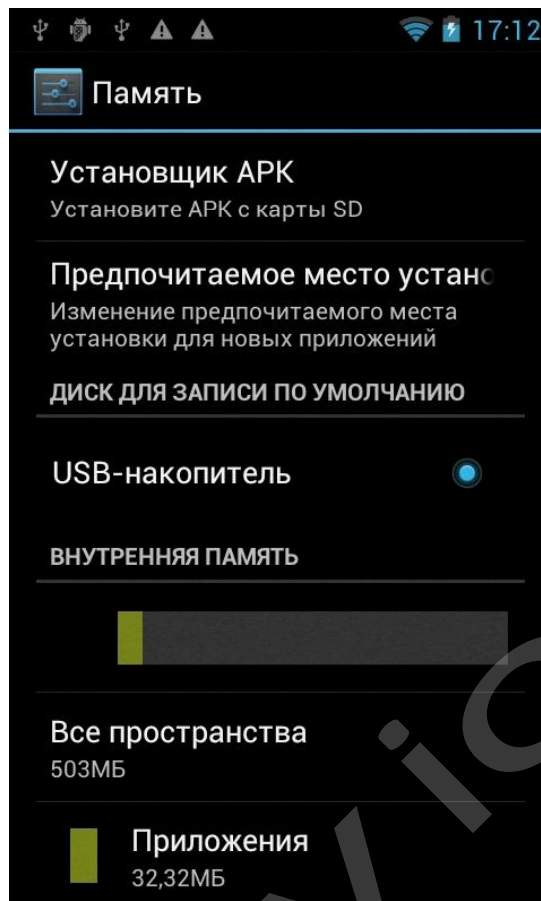 17:12
Память
Установщик APK
Установите APK с карты SD
Предпочитаемое место устано
Изменение предпочитаемого места
установки для новых приложений
ДИСК ДЛЯ ЗАПИСИ ПО УМОЛЧАНИЮ
USB-накопитель
ВНУТРЕННЯЯ ПАМЯТЬ
Все пространства
503МБ
Приложения
32,32МБ